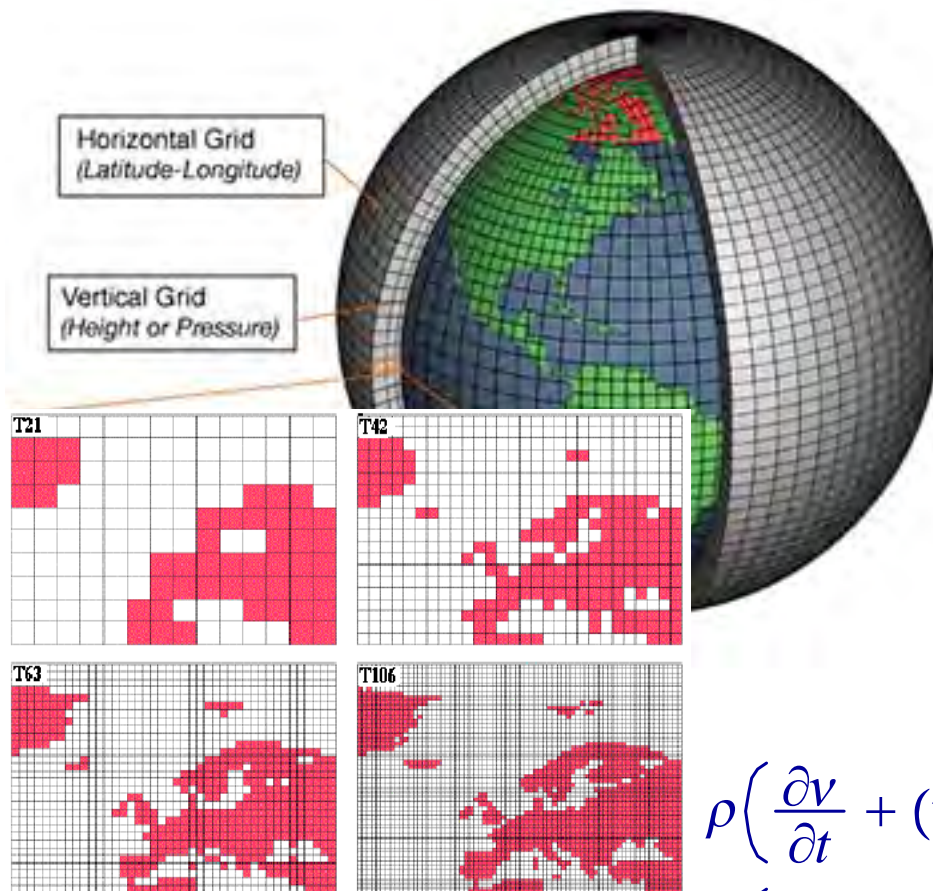 Horizontal Grid
(Latitude-Longitude)
Vertical Grid
(Height or Pressure)
T21
T42
T63
T106
ρ( ∂v/∂t + (